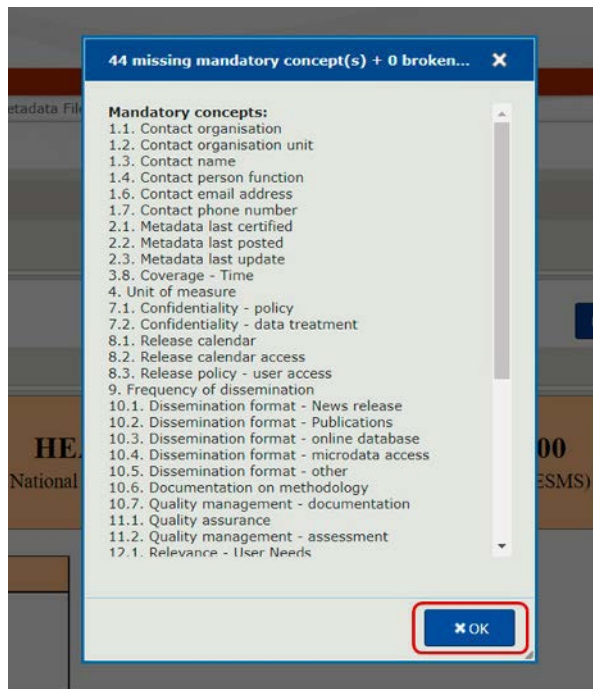 44 missing mandatory concept(s) + 0 broken...
etadata File
Mandatory concepts:
1.1. Contact organisation
1.2. Contact organisation unit
1.3. Contact name
1.4. Contact person function
1.6. Contact email address
1.7. Contact phone number
2.1. Metadata last certified
2.2. Metadata last posted
2.3. Metadata last update
3.8. Coverage - Time
4. Unit of measure
7.1. Confidentiality - policy
7.2. Confidentiality - data treatment
8.1. Release calendar
8.2. Release calendar access
8.3. Release policy - user access
9. Frequency of dissemination
10.1. Dissemination format - News release
10.2. Dissemination format - Publications
10.3. Dissemination format - online database
10.4. Dissemination format - microdata access
10.5. Dissemination format - other
10.6. Documentation on methodology
10.7. Quality management - documentation
11.1. Quality assurance
11.2. Quality management - assessment
12.1. Relevance - User Needs
HE
00
National
ESMS)
OK